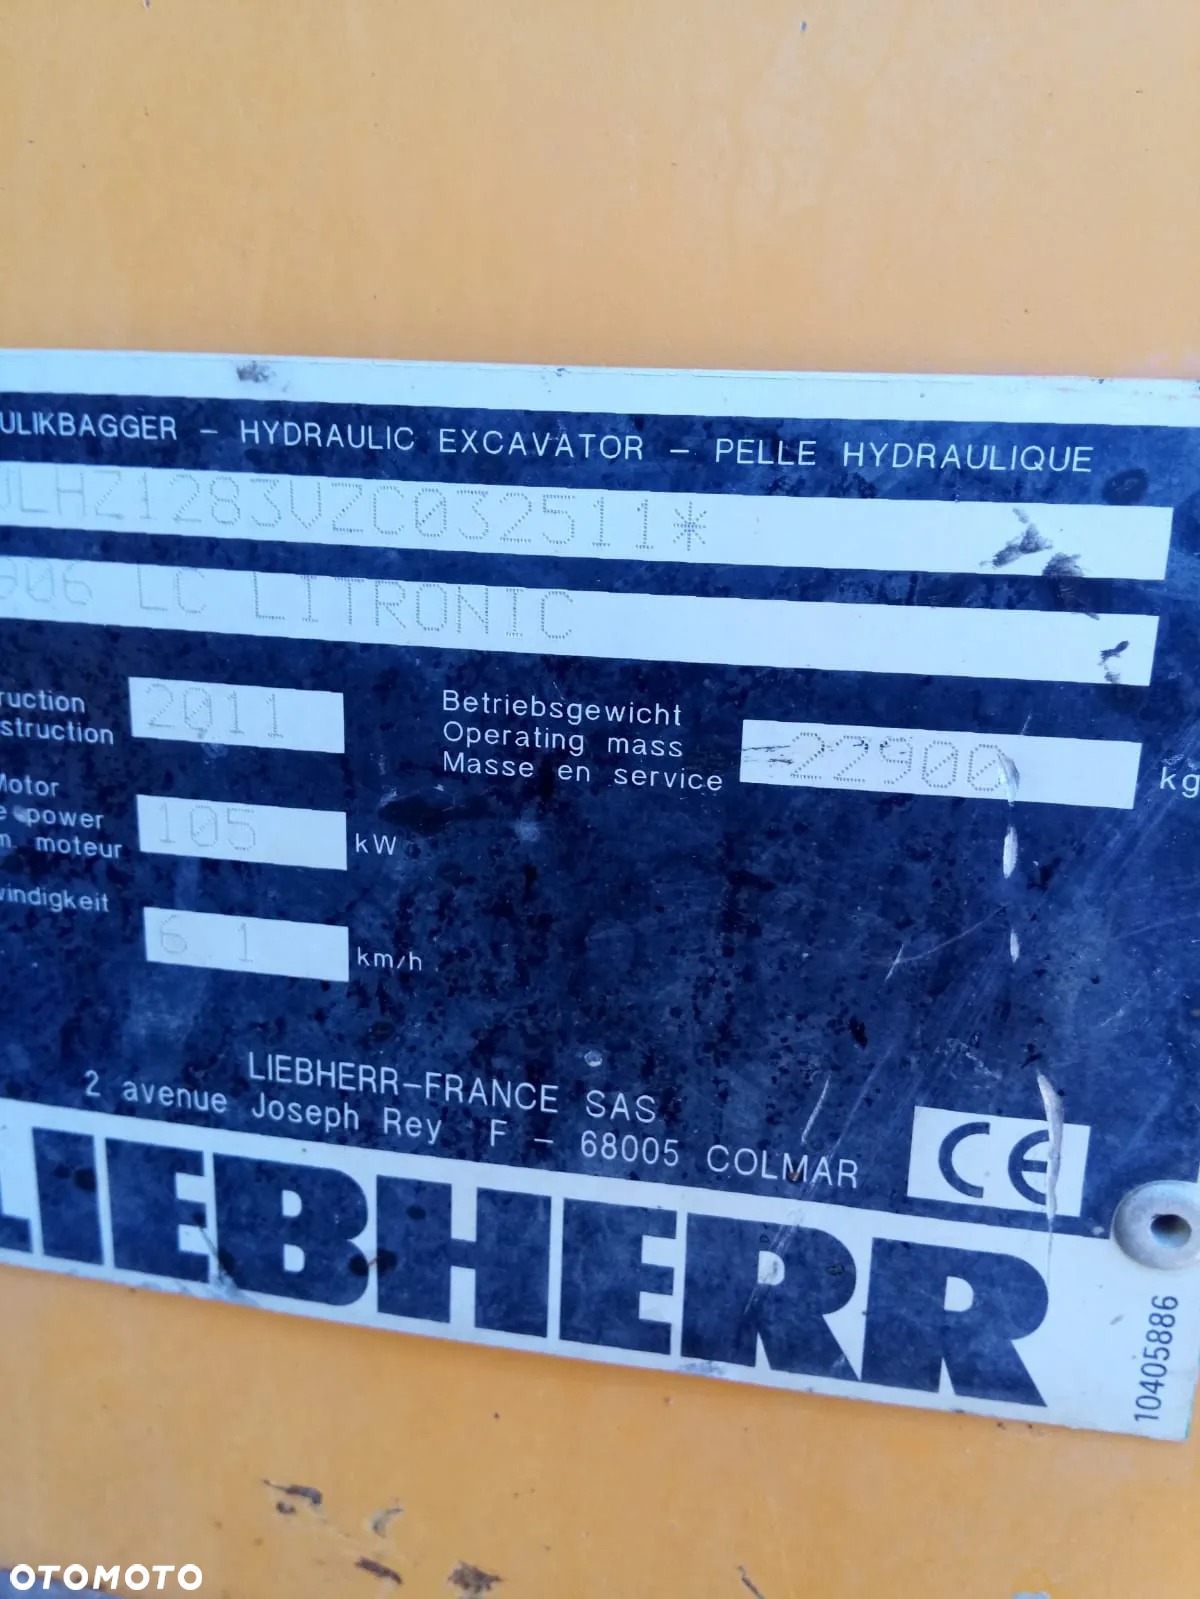 ULIKBAGGER - HYDRAULIC EXCAVATOR - PELLE HYDRAULIQUE
LHZ1283VZC032511*
906 LC LITRONIC
ruction
struction
2011
Betriebsgewicht
Operating mass
Masse en service
22900
kg
Motor
e power
m. moteur
105
kW
windigkeit
6.1
km/h
LIEBHERR-FRANCE SAS
2 avenue Joseph Rey F - 68005 COLMAR
CE
LIEBHERR
10405886
OTOMOTO